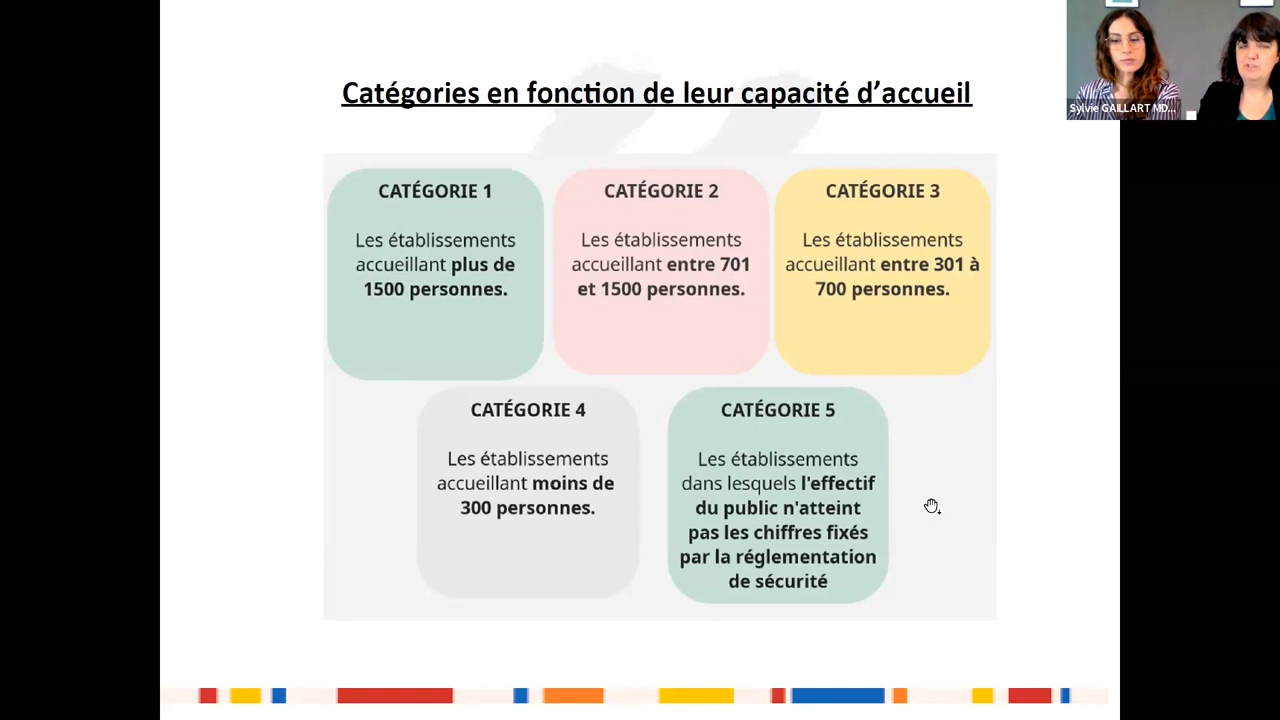 Catégories en fonction de leur capacité d’accueil
Sylvie GAILLART MD...
CATÉGORIE 1
Les établissements
accueillant plus de
1500 personnes.
CATÉGORIE 2
Les établissements
accueillant entre 701
et 1500 personnes.
CATÉGORIE 3
Les établissements
accueillant entre 301 à
700 personnes.
CATÉGORIE 4
Les établissements
accueillant moins de
300 personnes.
CATÉGORIE 5
Les établissements
dans lesquels l'effectif
du public n'atteint
pas les chiffres fixés
par la réglementation
de sécurité